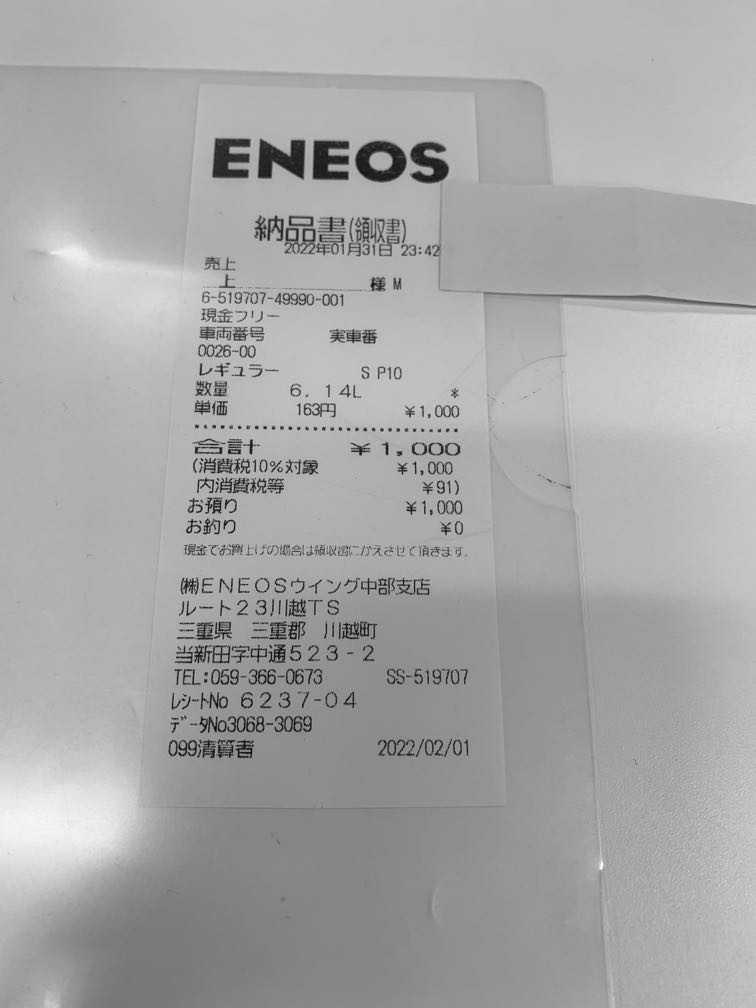 ENEOS
納品書(領収書)
2022年01月31日 23:42
売上
上 様 M
6-519707-49990-001
現金フリー
車両番号 実車番
0026-00
レギュラー S P10
数量 6.14L *
単価 163円 ¥1,000
合計 ¥1,000
(消費税10%対象 ¥1,000
内消費税等 ¥91)
お預り ¥1,000
お釣り ¥0
現金でお買上げの場合は領収書にかえさせて頂きます。
㈱ENEOSウイング中部支店
ルート23川越TS
三重県 三重郡 川越町
当新田字中通523-2
TEL:059-366-0673 SS-519707
レシートNo 6237-04
データNo3068-3069
099清算者 2022/02/01